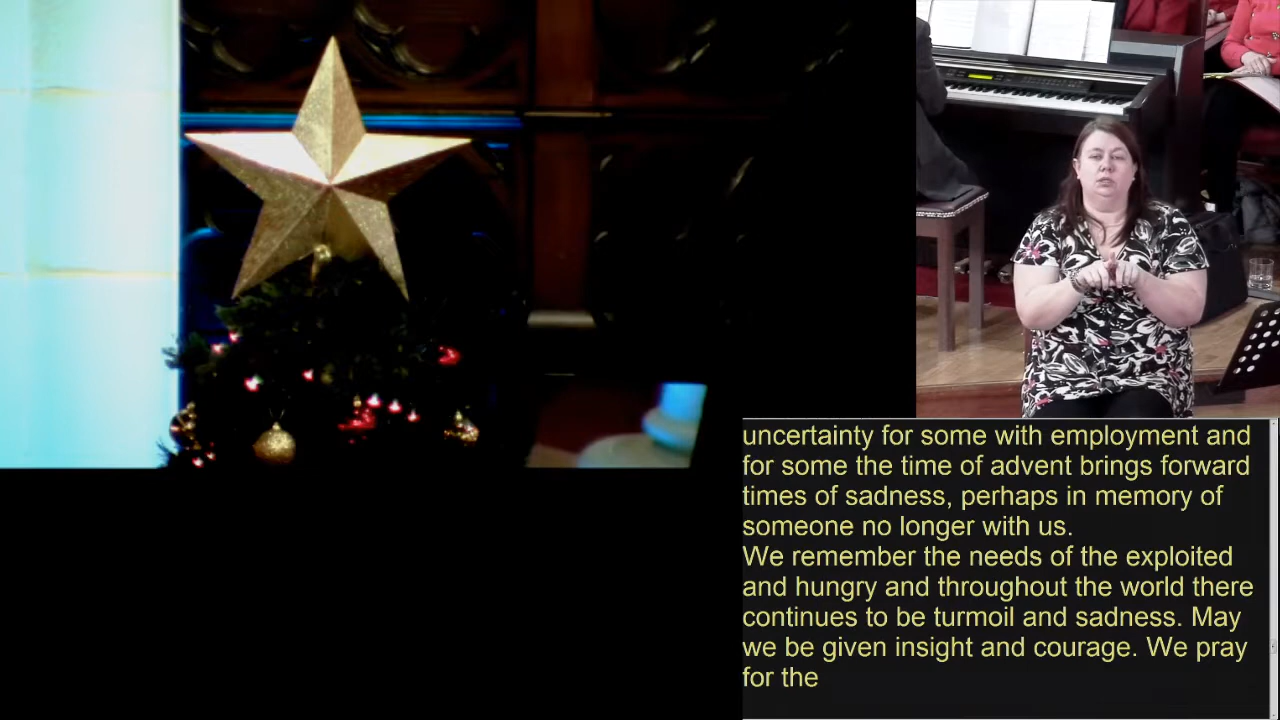 uncertainty for some with employment and
for some the time of advent brings forward
times of sadness, perhaps in memory of
someone no longer with us.
We remember the needs of the exploited
and hungry and throughout the world there
continues to be turmoil and sadness. May
we be given insight and courage. We pray
for the